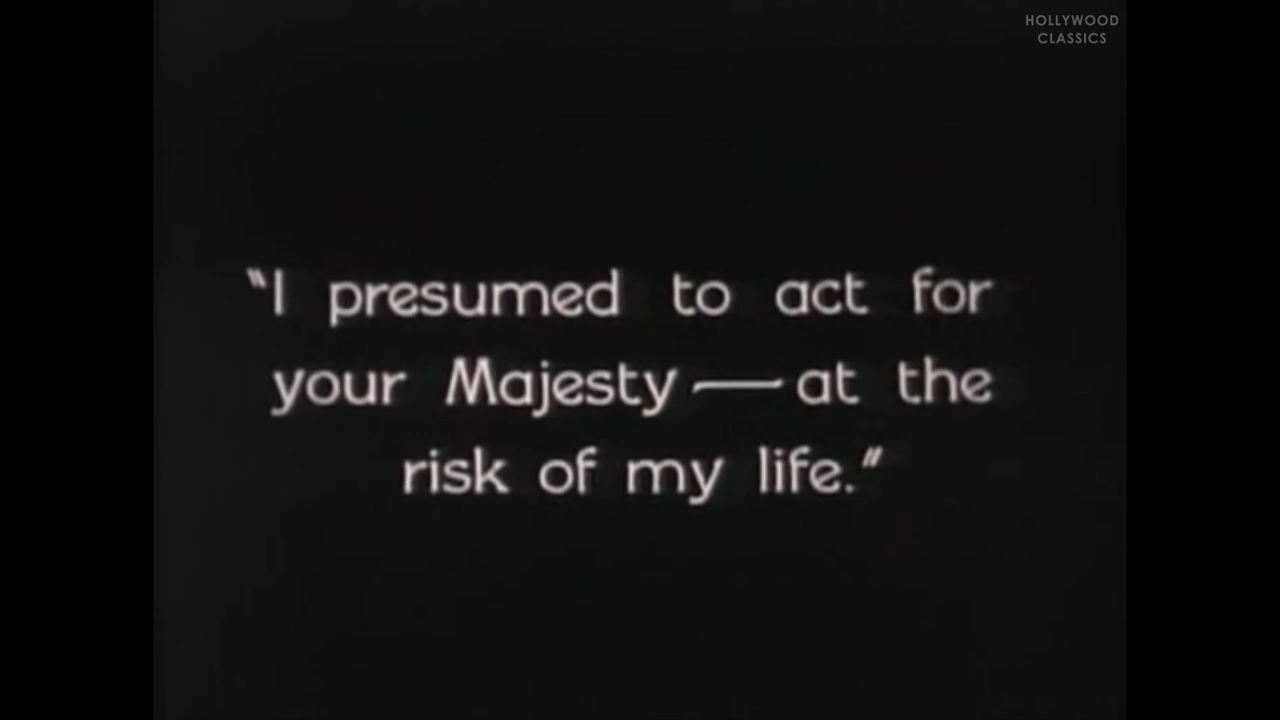 HOLLYWOOD
CLASSICS
"I presumed to act for
your Majesty — at the
risk of my life."